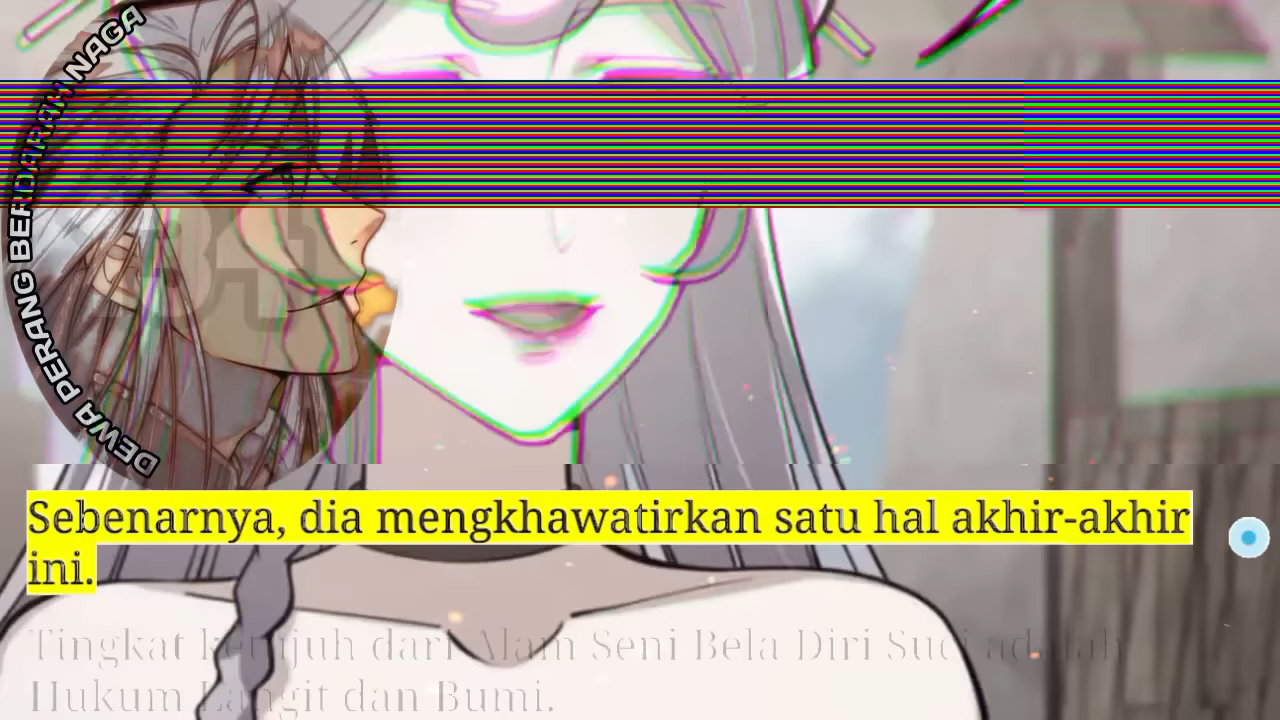 DEWA PERANG BERDARAH NAGA
Sebenarnya, dia mengkhawatirkan satu hal akhir-akhir
ini.
Tingkat ketujuh dari Alam Seni Bela Diri Suci adalah
Hukum Langit dan Bumi.